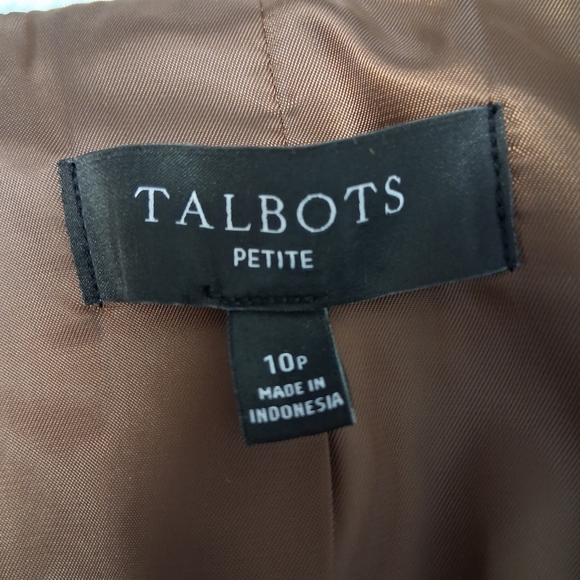 TALBOTS
PETITE
10P
MADE IN
INDONESIA